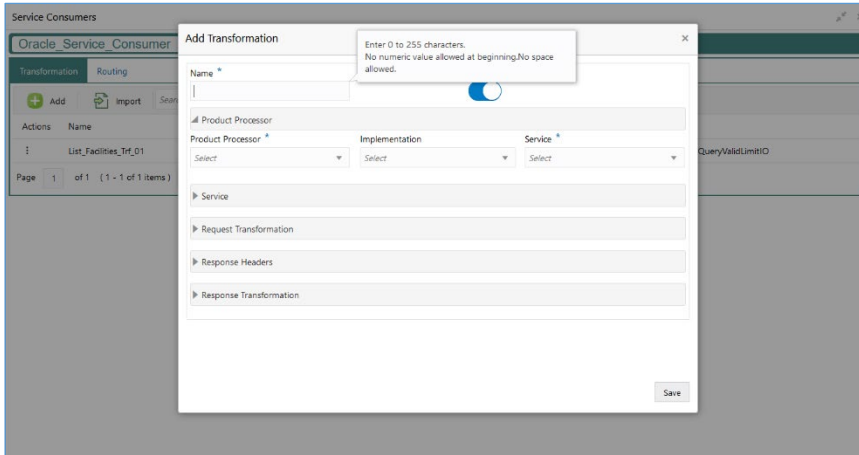 Service Consumers
Oracle_Service_Consumer
Add Transformation
Enter 0 to 255 characters.
No numeric value allowed at beginning.No space
allowed.
Transformation Routing
Name *
Add Import
Product Processor
Actions Name
Product Processor * Implementation Service *
List_Facilities_Trf_01 Select Select Select QueryValidLimitIO
Page 1 of 1 (1 - 1 of 1 items)
Service
Request Transformation
Response Headers
Response Transformation
Save